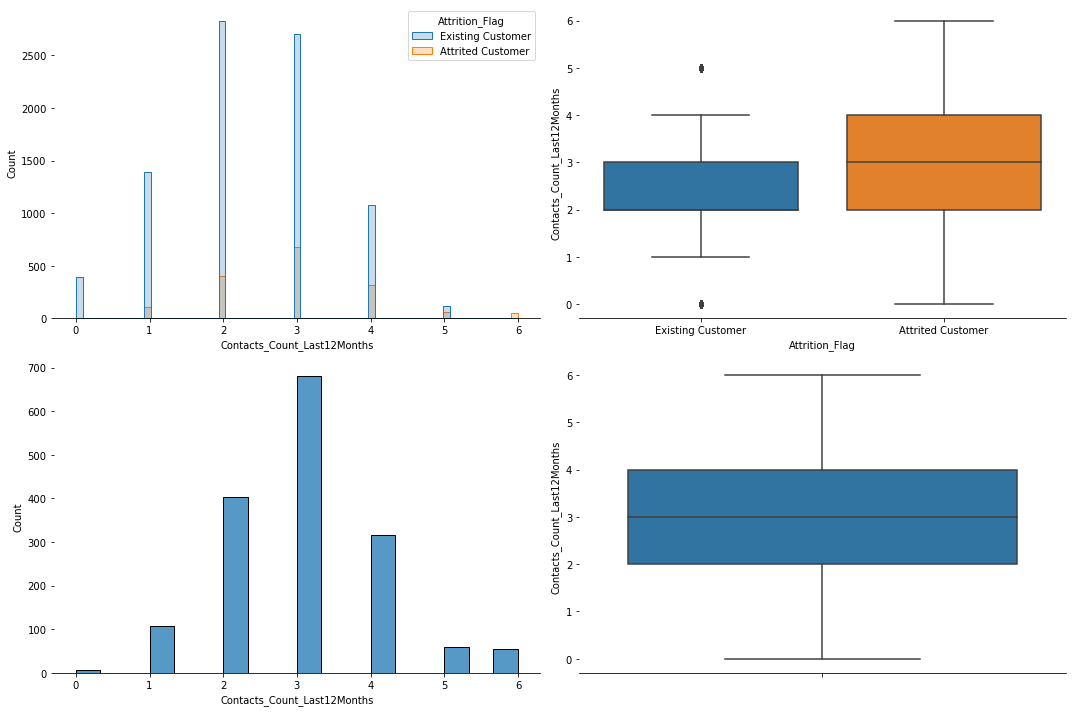 Attrition_Flag
Existing Customer
Attrited Customer
2500
2000
1500
1000
500
0
Count
0 1 2 3 4 5 6
Contacts_Count_Last12Months
6
5
4
3
2
1
0
Contacts_Count_Last12Months
Existing Customer Attrited Customer
Attrition_Flag
700
600
500
400
300
200
100
0
Count
0 1 2 3 4 5 6
Contacts_Count_Last12Months
6
5
4
3
2
1
0
Contacts_Count_Last12Months